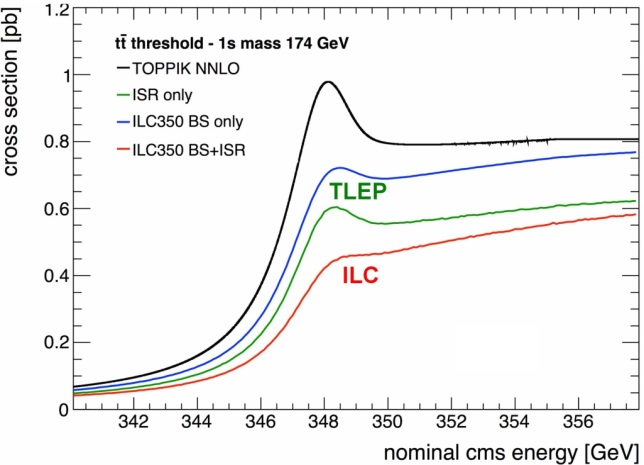 cross section [pb]
1.2
1
0.8
0.6
0.4
0.2
0
tt̄ threshold - 1s mass 174 GeV
TOPPIK NNLO
ISR only
ILC350 BS only
ILC350 BS+ISR
TLEP
ILC
342 344 346 348 350 352 354 356
nominal cms energy [GeV]